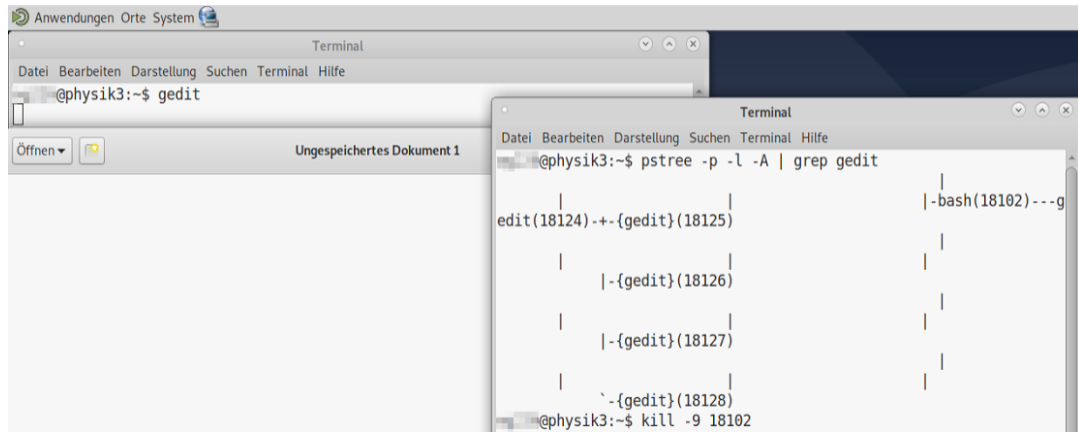 Anwendungen Orte System
Terminal
Datei Bearbeiten Darstellung Suchen Terminal Hilfe
@physik3:~$ gedit
Öffnen
Ungespeichertes Dokument 1
Terminal
Datei Bearbeiten Darstellung Suchen Terminal Hilfe
@physik3:~$ pstree -p -l -A | grep gedit
|
| | |-bash(18102)---g
edit(18124)-+-{gedit}(18125)
|
| | |
|-{gedit}(18126)
|
| | |
|-{gedit}(18127)
|
| | |
`-{gedit}(18128)
@physik3:~$ kill -9 18102